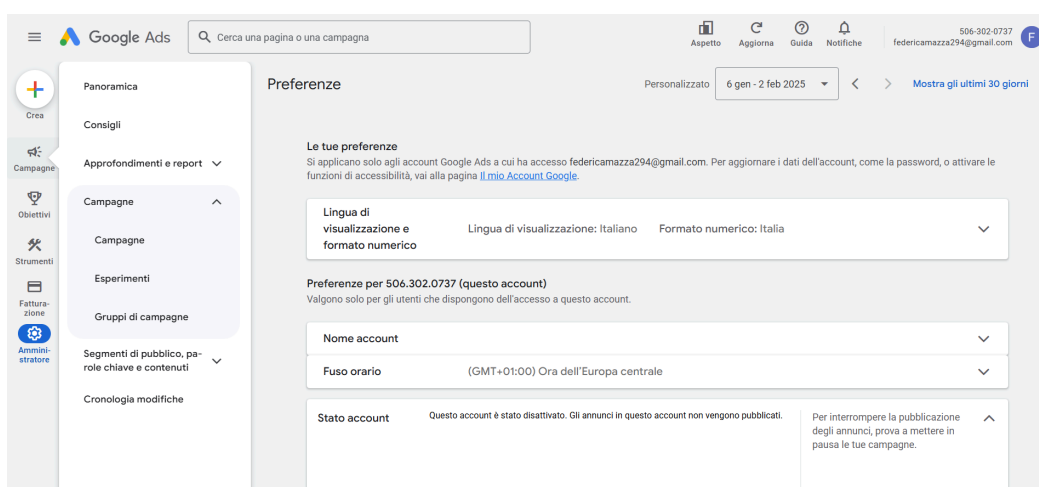 Google Ads
Cerca una pagina o una campagna
Aspetto
Aggiorna
Guida
Notifiche
506-302-0737
federicamazza294@gmail.com
F
Crea
Campagne
Obiettivi
Strumenti
Fattura-
zione
Ammini-
stratore
Panoramica
Consigli
Approfondimenti e report
Campagne
Campagne
Esperimenti
Gruppi di campagne
Segmenti di pubblico, pa-
role chiave e contenuti
Cronologia modifiche
Preferenze
Personalizzato
6 gen - 2 feb 2025
Mostra gli ultimi 30 giorni
Le tue preferenze
Si applicano solo agli account Google Ads a cui ha accesso federicamazza294@gmail.com. Per aggiornare i dati dell'account, come la password, o attivare le
funzioni di accessibilità, vai alla pagina Il mio Account Google.
Lingua di
visualizzazione e
formato numerico
Lingua di visualizzazione: Italiano
Formato numerico: Italia
Preferenze per 506.302.0737 (questo account)
Valgono solo per gli utenti che dispongono dell'accesso a questo account.
Nome account
Fuso orario
(GMT+01:00) Ora dell'Europa centrale
Stato account
Questo account è stato disattivato. Gli annunci in questo account non vengono pubblicati.
Per interrompere la pubblicazione
degli annunci, prova a mettere in
pausa le tue campagne.